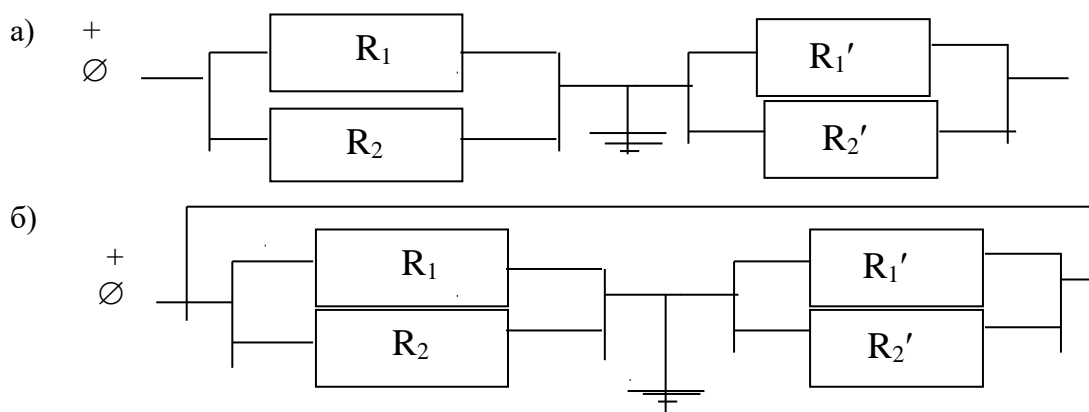 а) + R₁ R₁′
∅
R₂ R₂′
б)
+ R₁ R₁′
∅
R₂ R₂′